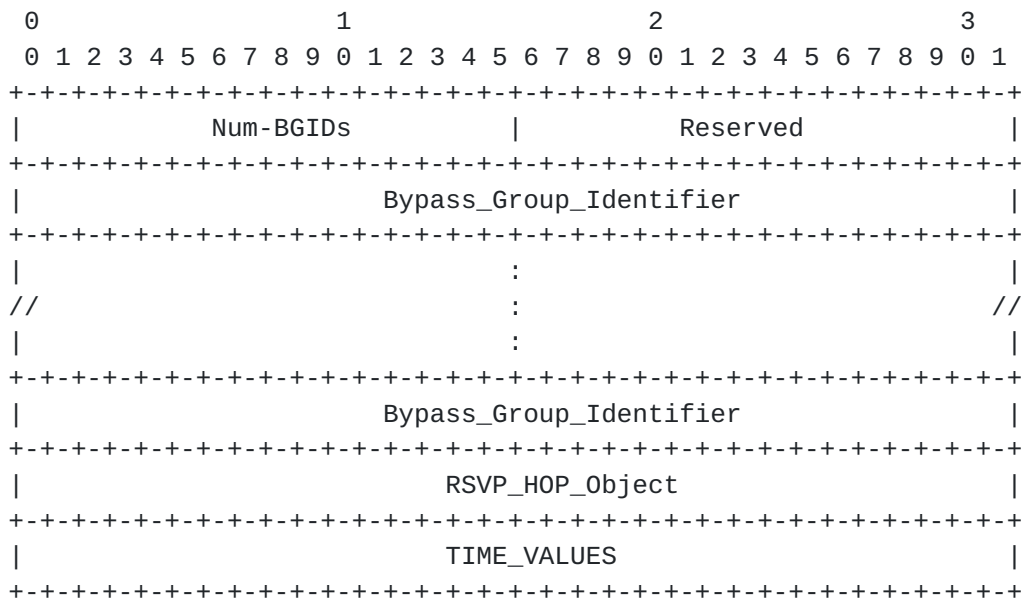 0                   1                   2                   3
 0 1 2 3 4 5 6 7 8 9 0 1 2 3 4 5 6 7 8 9 0 1 2 3 4 5 6 7 8 9 0 1
+-+-+-+-+-+-+-+-+-+-+-+-+-+-+-+-+-+-+-+-+-+-+-+-+-+-+-+-+-+-+-+-+
|            Num-BGIDs          |          Reserved             |
+-+-+-+-+-+-+-+-+-+-+-+-+-+-+-+-+-+-+-+-+-+-+-+-+-+-+-+-+-+-+-+-+
|                       Bypass_Group_Identifier                 |
+-+-+-+-+-+-+-+-+-+-+-+-+-+-+-+-+-+-+-+-+-+-+-+-+-+-+-+-+-+-+-+-+
|                               :                               |
//                              :                              //
|                               :                               |
+-+-+-+-+-+-+-+-+-+-+-+-+-+-+-+-+-+-+-+-+-+-+-+-+-+-+-+-+-+-+-+-+
|                       Bypass_Group_Identifier                 |
+-+-+-+-+-+-+-+-+-+-+-+-+-+-+-+-+-+-+-+-+-+-+-+-+-+-+-+-+-+-+-+-+
|                           RSVP_HOP_Object                     |
+-+-+-+-+-+-+-+-+-+-+-+-+-+-+-+-+-+-+-+-+-+-+-+-+-+-+-+-+-+-+-+-+
|                           TIME_VALUES                         |
+-+-+-+-+-+-+-+-+-+-+-+-+-+-+-+-+-+-+-+-+-+-+-+-+-+-+-+-+-+-+-+-+